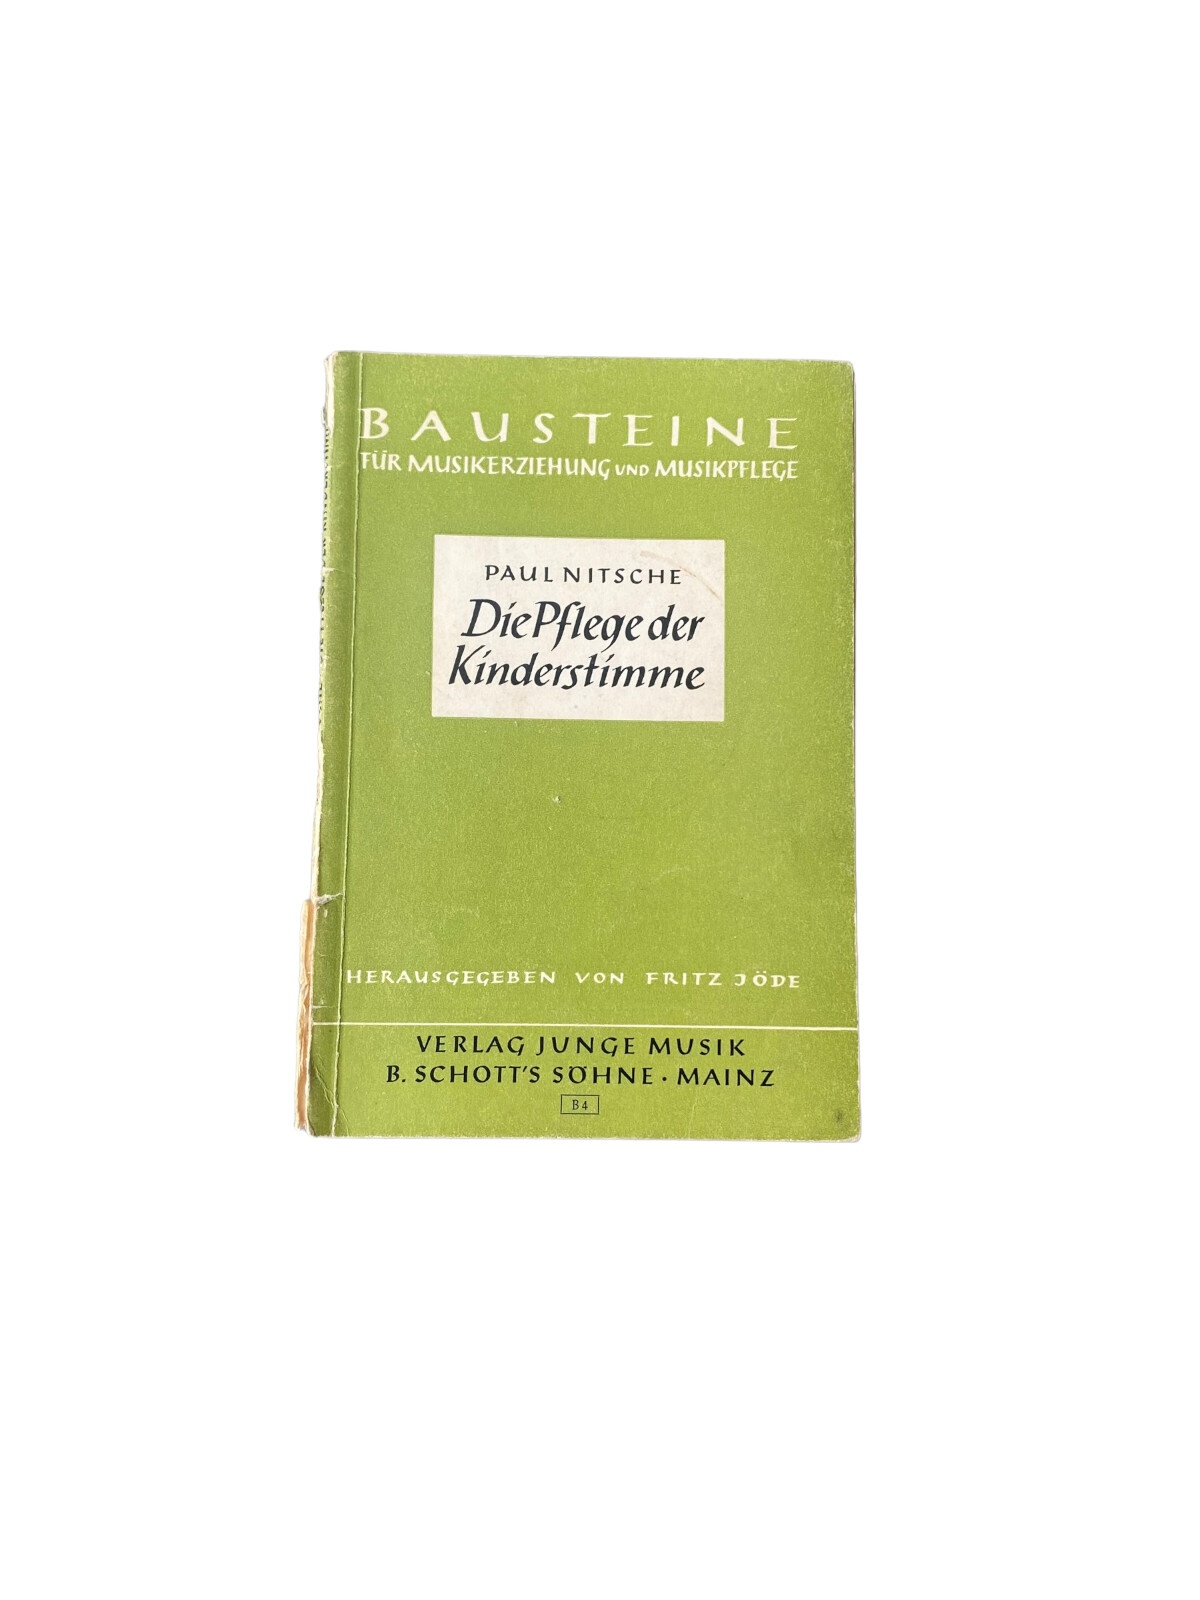 BAUSTEINE
FÜR MUSIKERZIEHUNG UND MUSIKPFLEGE
PAUL NITSCHE
Die Pflege der
Kinderstimme
HERAUSGEGEBEN VON FRITZ JÖDE
VERLAG JUNGE MUSIK
B. SCHOTT'S SÖHNE · MAINZ
B 4